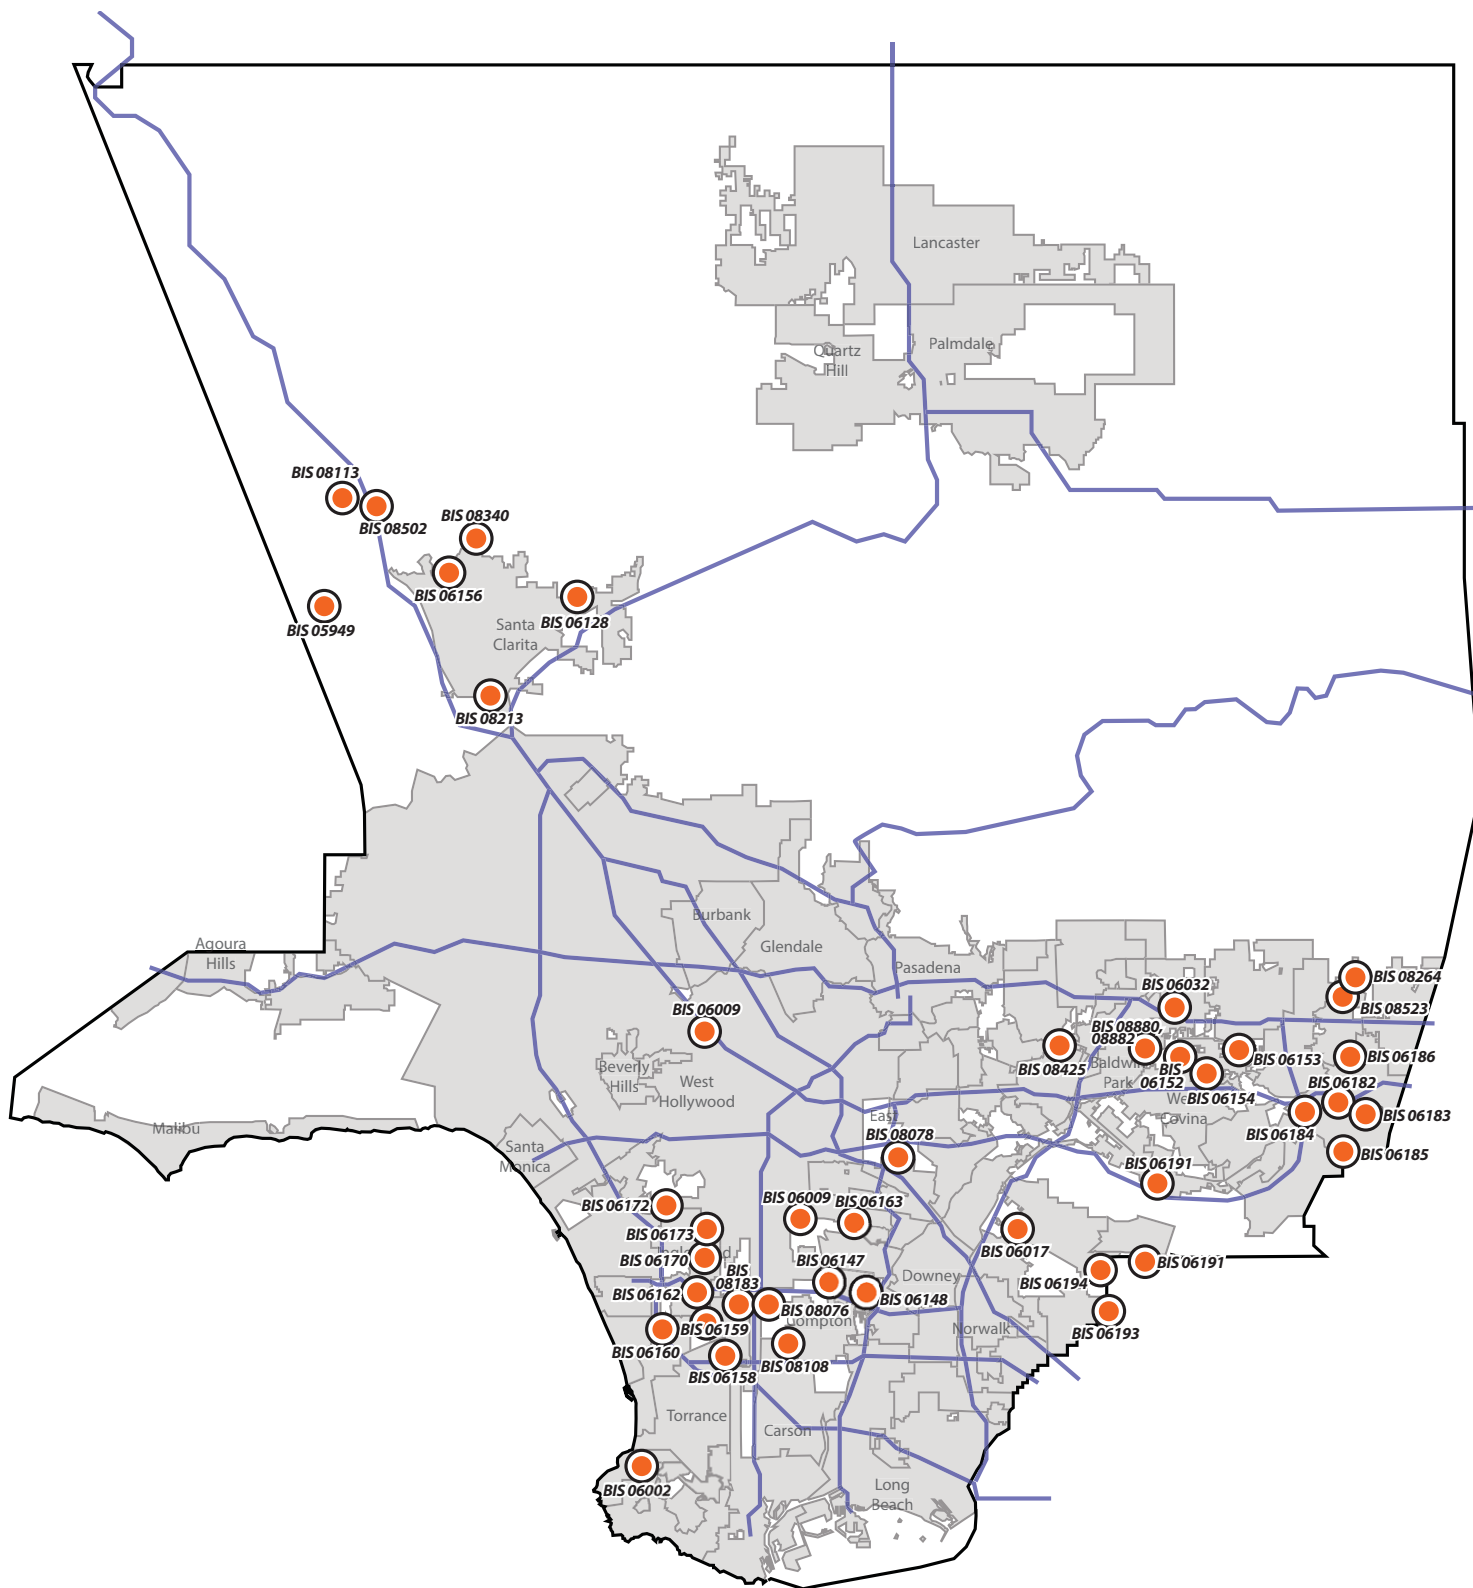 Lancaster
Quartz
Hill
Palmdale
BIS 08113
BIS 08502
BIS 08340
BIS 06156
BIS 05949
Santa
Clarita
BIS 06128
BIS 08213
Burbank
Glendale
Agoura
Hills
Pasadena
BIS 08264
BIS 08523
BIS 06032
BIS 06009
BIS 08880,
08882
BIS 08425
Baldwin
Park
BIS
06152
BIS 06153
BIS 06186
BIS 06154
BIS 06182
Beverly
Hills
West
Hollywood
Covina
BIS 06183
BIS 06184
East
Malibu
Santa
Monica
BIS 08078
BIS 06185
BIS 06191
BIS 06172
BIS 06009
BIS 06163
BIS 06173
BIS 06017
BIS 06170
BIS
08183
BIS 06147
BIS 06191
BIS 06194
Downey
BIS 06162
BIS 06148
BIS 08076
Compton
BIS 06193
BIS 06159
Norwalk
BIS 06160
BIS 08108
BIS 06158
Torrance
Carson
BIS 06002
Long
Beach